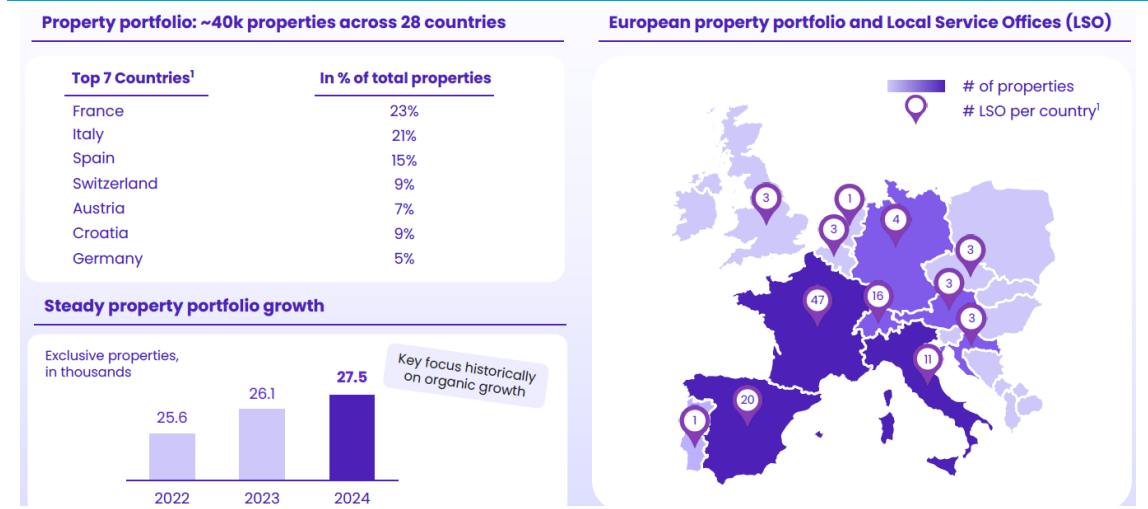 Property portfolio: ~40k properties across 28 countries
Top 7 Countries¹ In % of total properties
France 23%
Italy 21%
Spain 15%
Switzerland 9%
Austria 7%
Croatia 9%
Germany 5%
Steady property portfolio growth
Exclusive properties,
in thousands
Key focus historically
on organic growth
25.6
26.1
27.5
2022 2023 2024
European property portfolio and Local Service Offices (LSO)
# of properties
# LSO per country¹
3
1
3
4
3
3
47
16
3
11
20
1